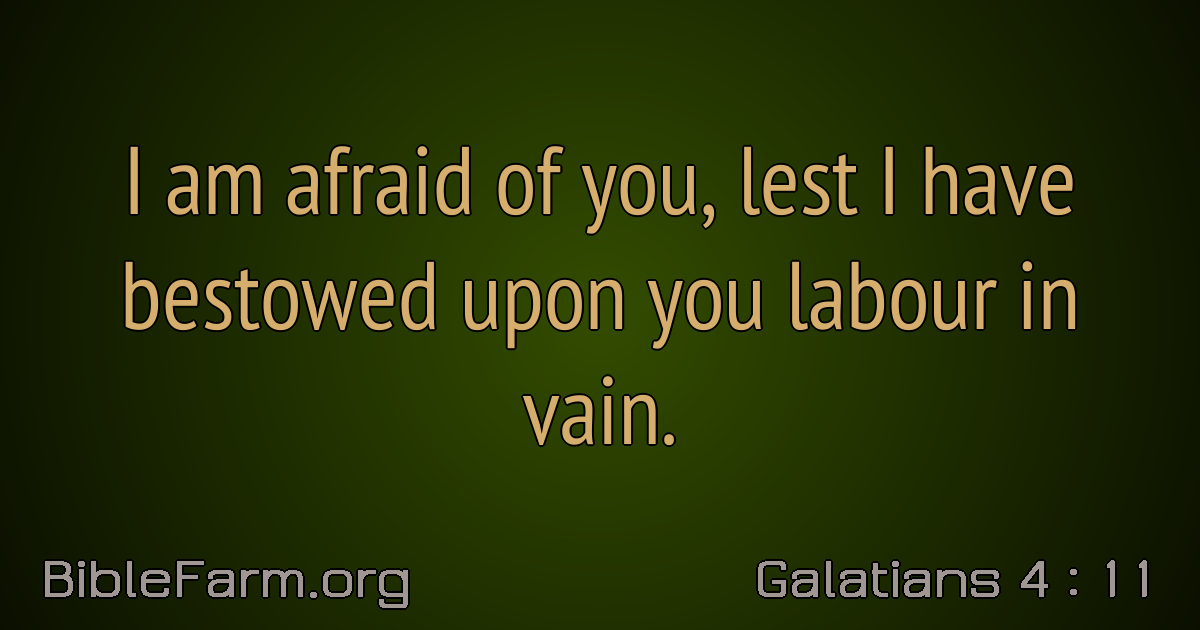 I am afraid of you, lest I have
bestowed upon you labour in
vain.
BibleFarm.org
Galatians 4 : 11